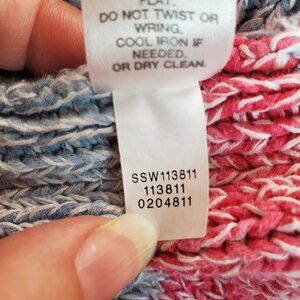 FLAT.
DO NOT TWIST OR
WRING.
COOL IRON IF
NEEDED.
OR DRY CLEAN.
SSW113811
113811
0204811